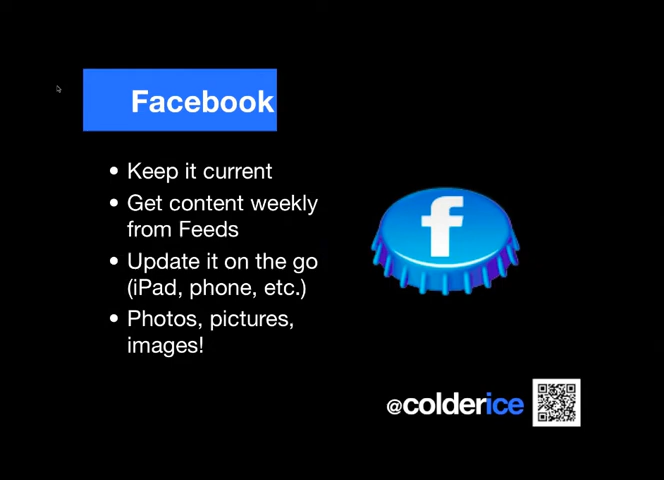 Facebook
• Keep it current
• Get content weekly
from Feeds
• Update it on the go
(iPad, phone, etc.)
• Photos, pictures,
images!
f
@colderice